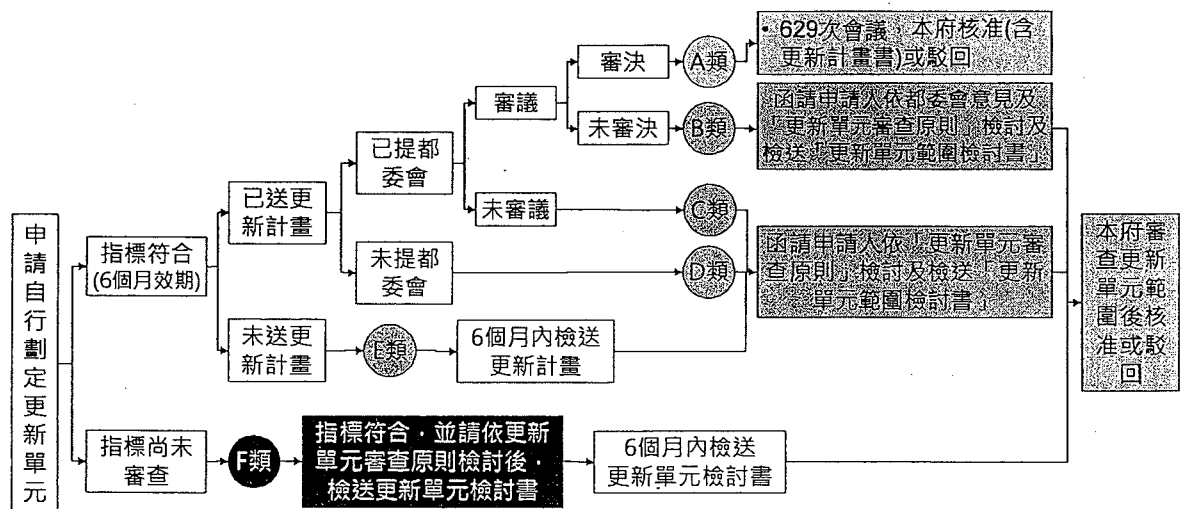 申
請
自
行
劃
定
更
新
單
元
指標符合
(6個月效期)
指標尚未
審查
已送更
新計畫
未送更
新計畫
已提都
委會
未提都
委會
審議
未審議
審決
未審決
A類
B類
C類
D類
E類
F類
• 629次會議，本府核准(含
更新計畫書)或駁回
函請申請人依都委會意見及
「更新單元審查原則」檢討及
檢送「更新單元範圍檢討書」
函請申請人依「更新單元審
查原則」檢討及檢送「更新
單元範圍檢討書」
6個月內檢送
更新計畫
指標符合，並請依更新
單元審查原則檢討後，
檢送更新單元檢討書
6個月內檢送
更新單元檢討書
本府審
查更新
單元範
圍後核
准或駁
回